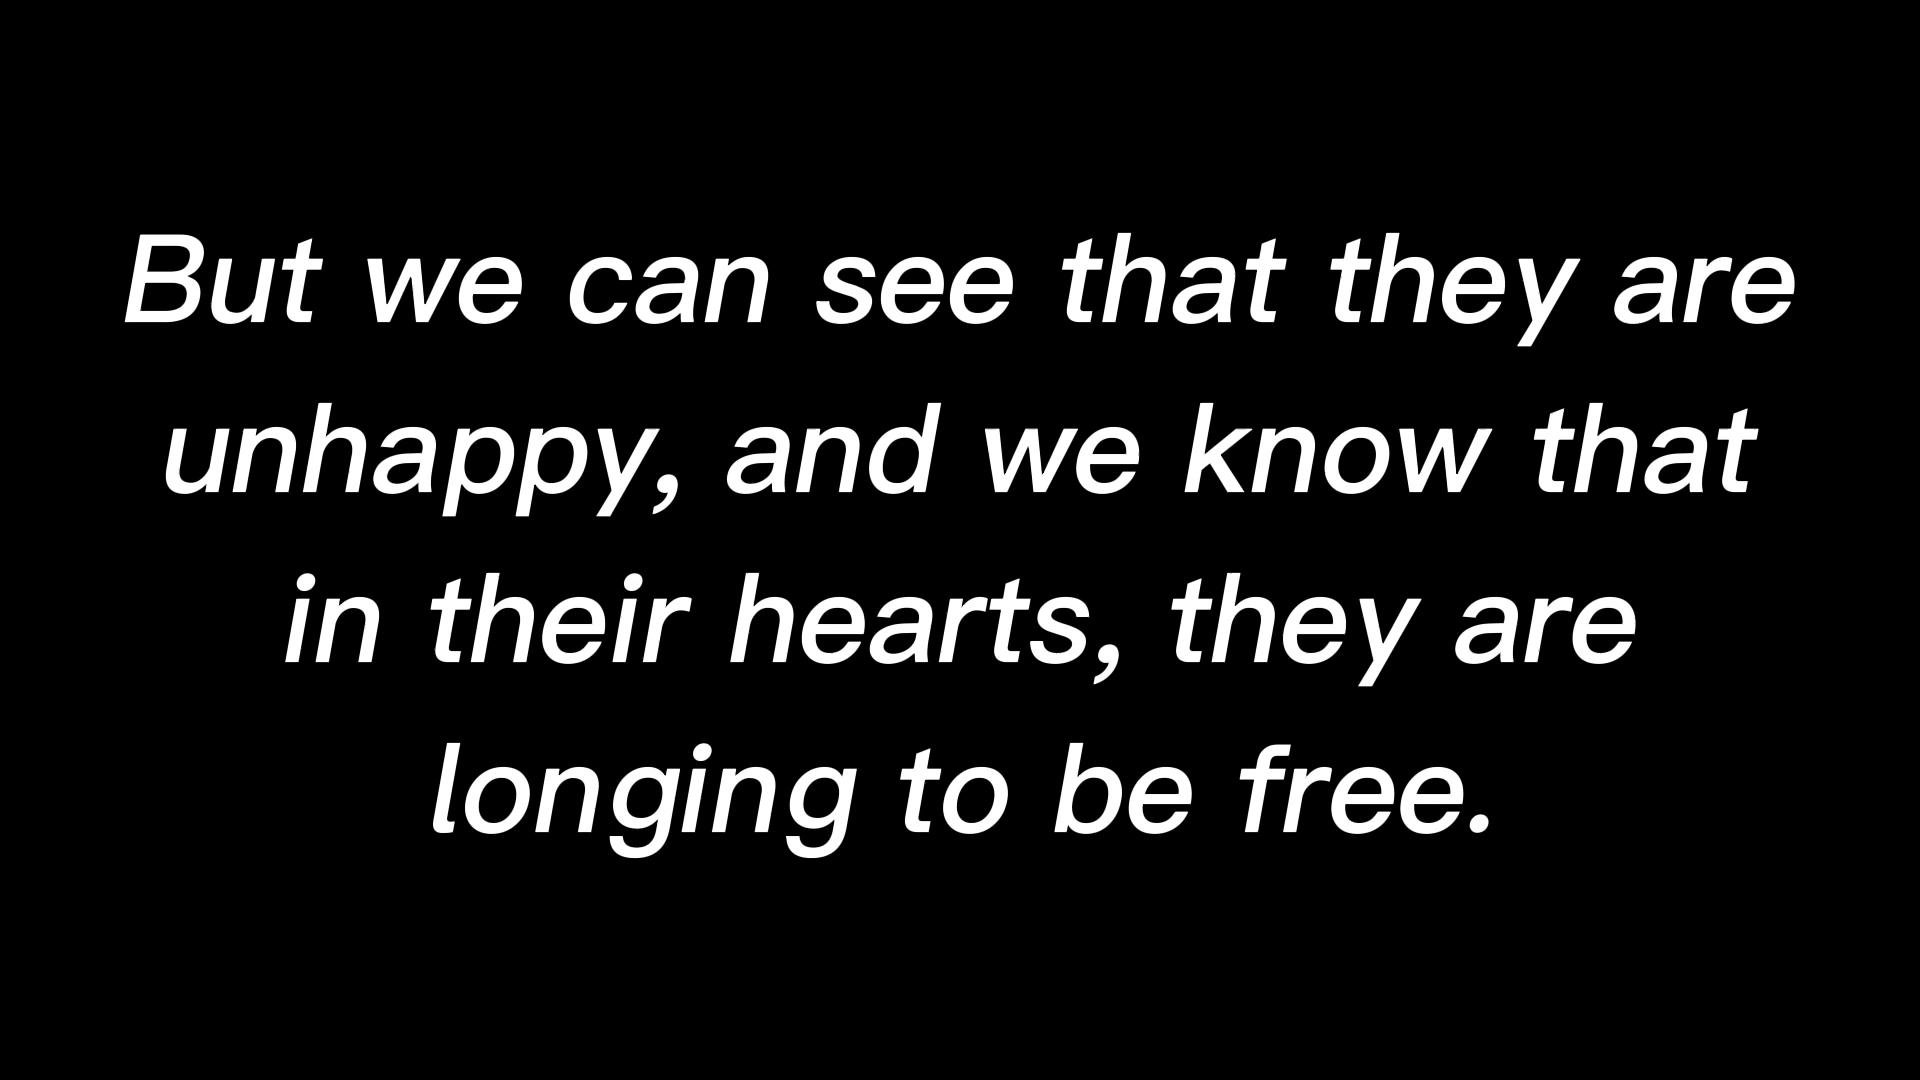 But we can see that they are
unhappy, and we know that
in their hearts, they are
longing to be free.